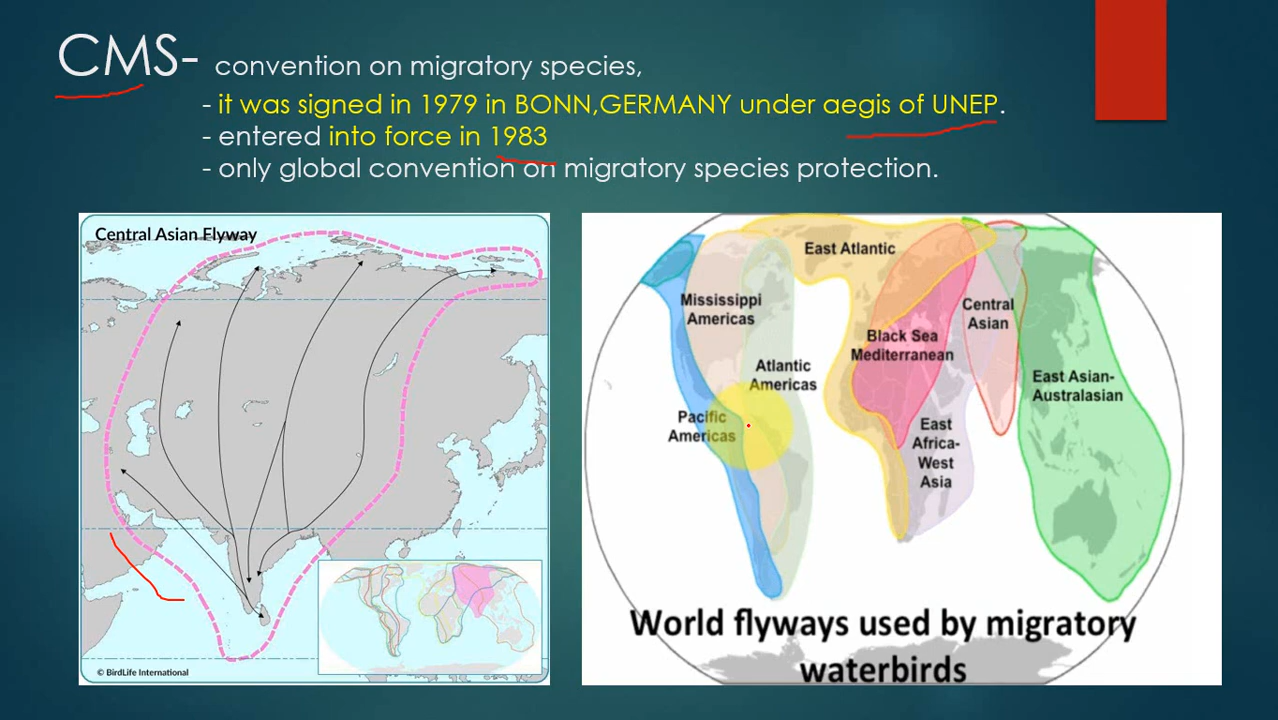 CMS- convention on migratory species,
- it was signed in 1979 in BONN,GERMANY under aegis of UNEP.
- entered into force in 1983
- only global convention on migratory species protection.
Central Asian Flyway
© BirdLife International
East Atlantic
Mississippi
Americas
Central
Asian
Black Sea
Mediterranean
Atlantic
Americas
East Asian-
Australasian
Pacific
Americas
East
Africa-
West
Asia
World flyways used by migratory
waterbirds